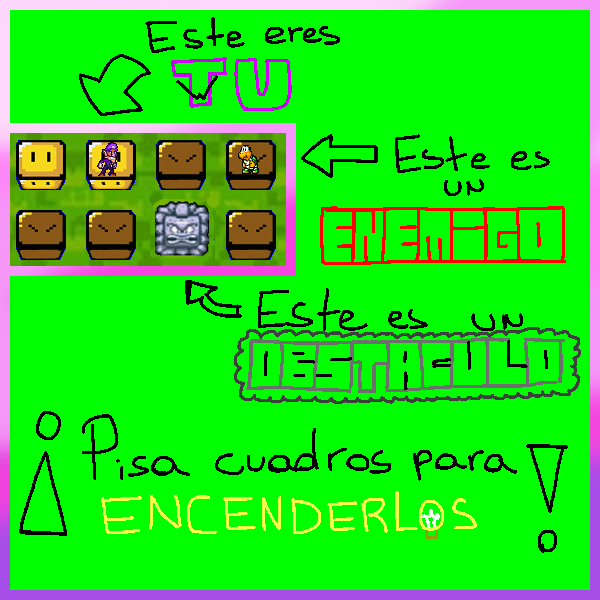 Este eres
TU
Este es
UN
ENEMiGO
Este es UN
OBSTACULO
¡Pisa cuadros para
ENCENDERLOS!